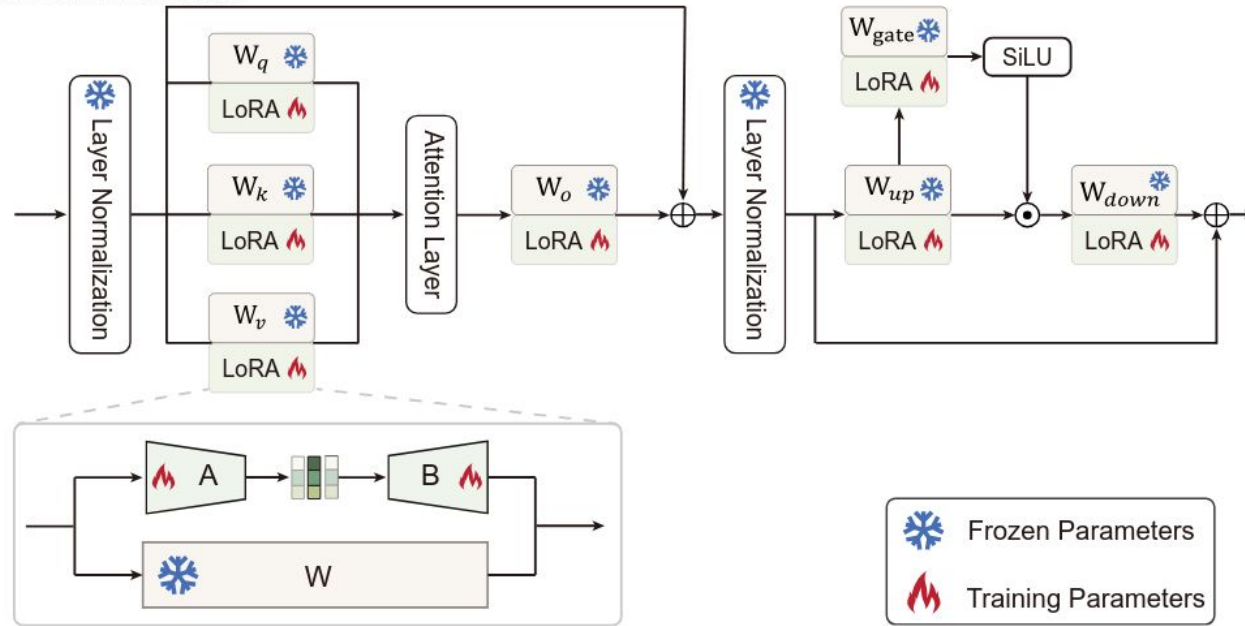 W_q
LoRA
Layer Normalization
W_k
LoRA
W_v
LoRA
Attention Layer
W_o
LoRA
Layer Normalization
W_gate
LoRA
SiLU
W_up
LoRA
W_down
LoRA
A
B
W
Frozen Parameters
Training Parameters